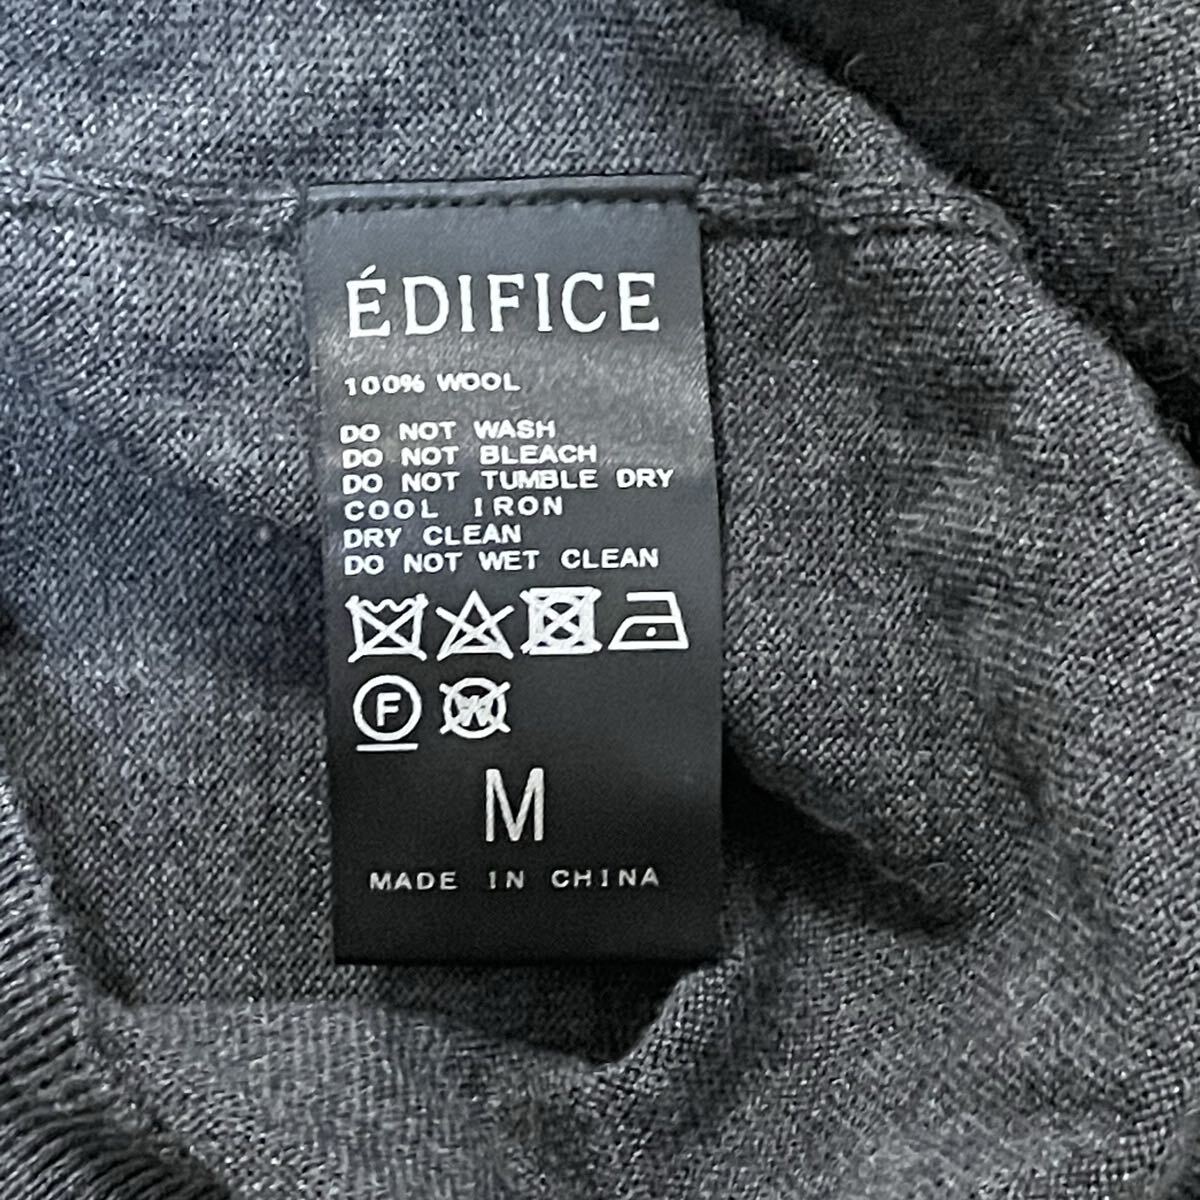 ÉDIFICE
100% WOOL
DO NOT WASH
DO NOT BLEACH
DO NOT TUMBLE DRY
COOL IRON
DRY CLEAN
DO NOT WET CLEAN
F W
M
MADE IN CHINA